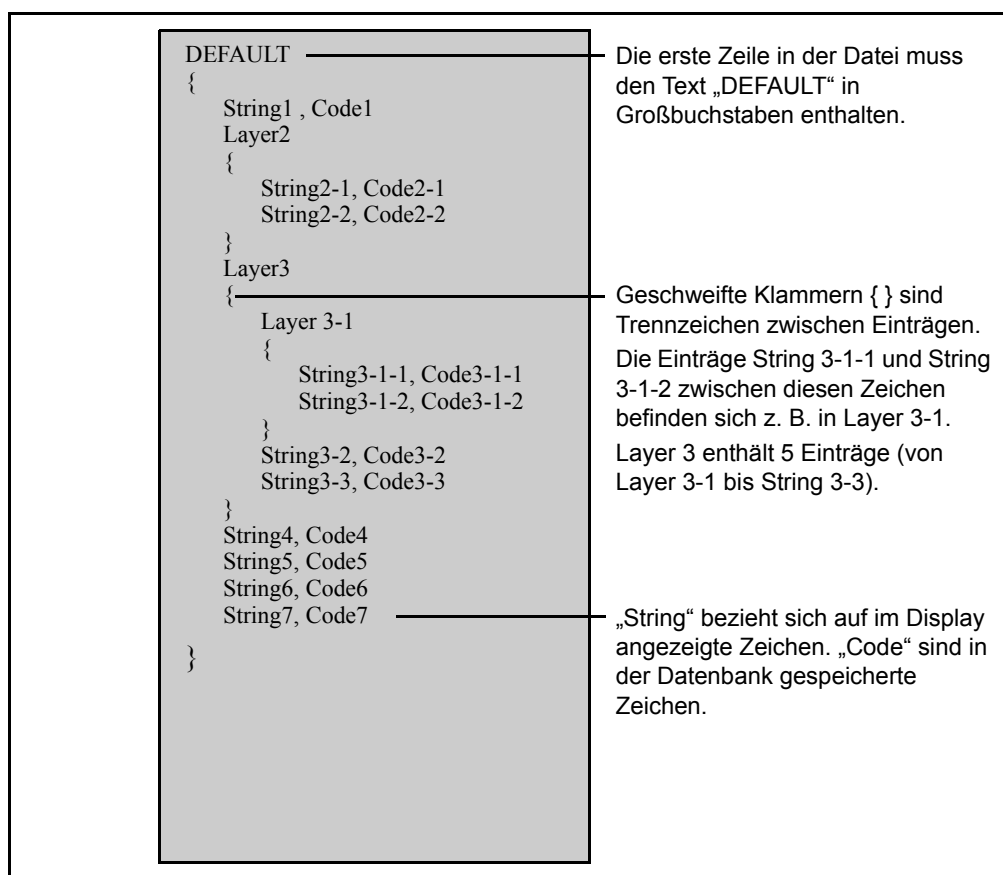 DEFAULT
{
String1 , Code1
Layer2
{
String2-1, Code2-1
String2-2, Code2-2
}
Layer3
{
Layer 3-1
{
String3-1-1, Code3-1-1
String3-1-2, Code3-1-2
}
String3-2, Code3-2
String3-3, Code3-3
}
String4, Code4
String5, Code5
String6, Code6
String7, Code7
}
Die erste Zeile in der Datei muss
den Text „DEFAULT“ in
Großbuchstaben enthalten.
Geschweifte Klammern { } sind
Trennzeichen zwischen Einträgen.
Die Einträge String 3-1-1 und String
3-1-2 zwischen diesen Zeichen
befinden sich z. B. in Layer 3-1.
Layer 3 enthält 5 Einträge (von
Layer 3-1 bis String 3-3).
„String“ bezieht sich auf im Display
angezeigte Zeichen. „Code“ sind in
der Datenbank gespeicherte
Zeichen.